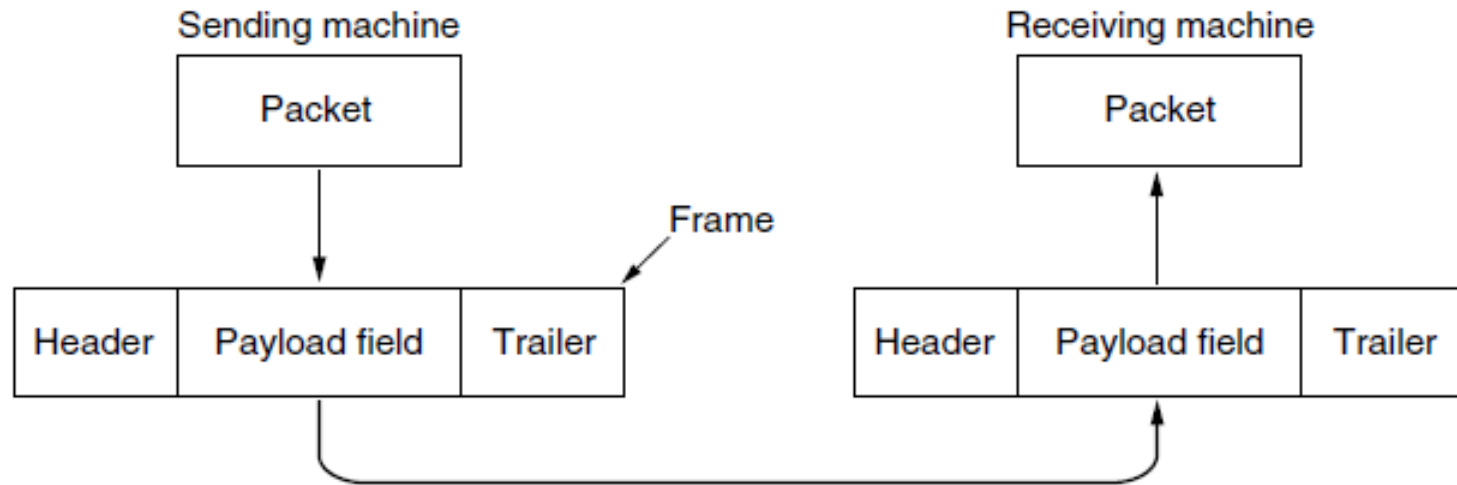 Sending machine
Receiving machine
Packet
Packet
Frame
Header
Payload field
Trailer
Header
Payload field
Trailer